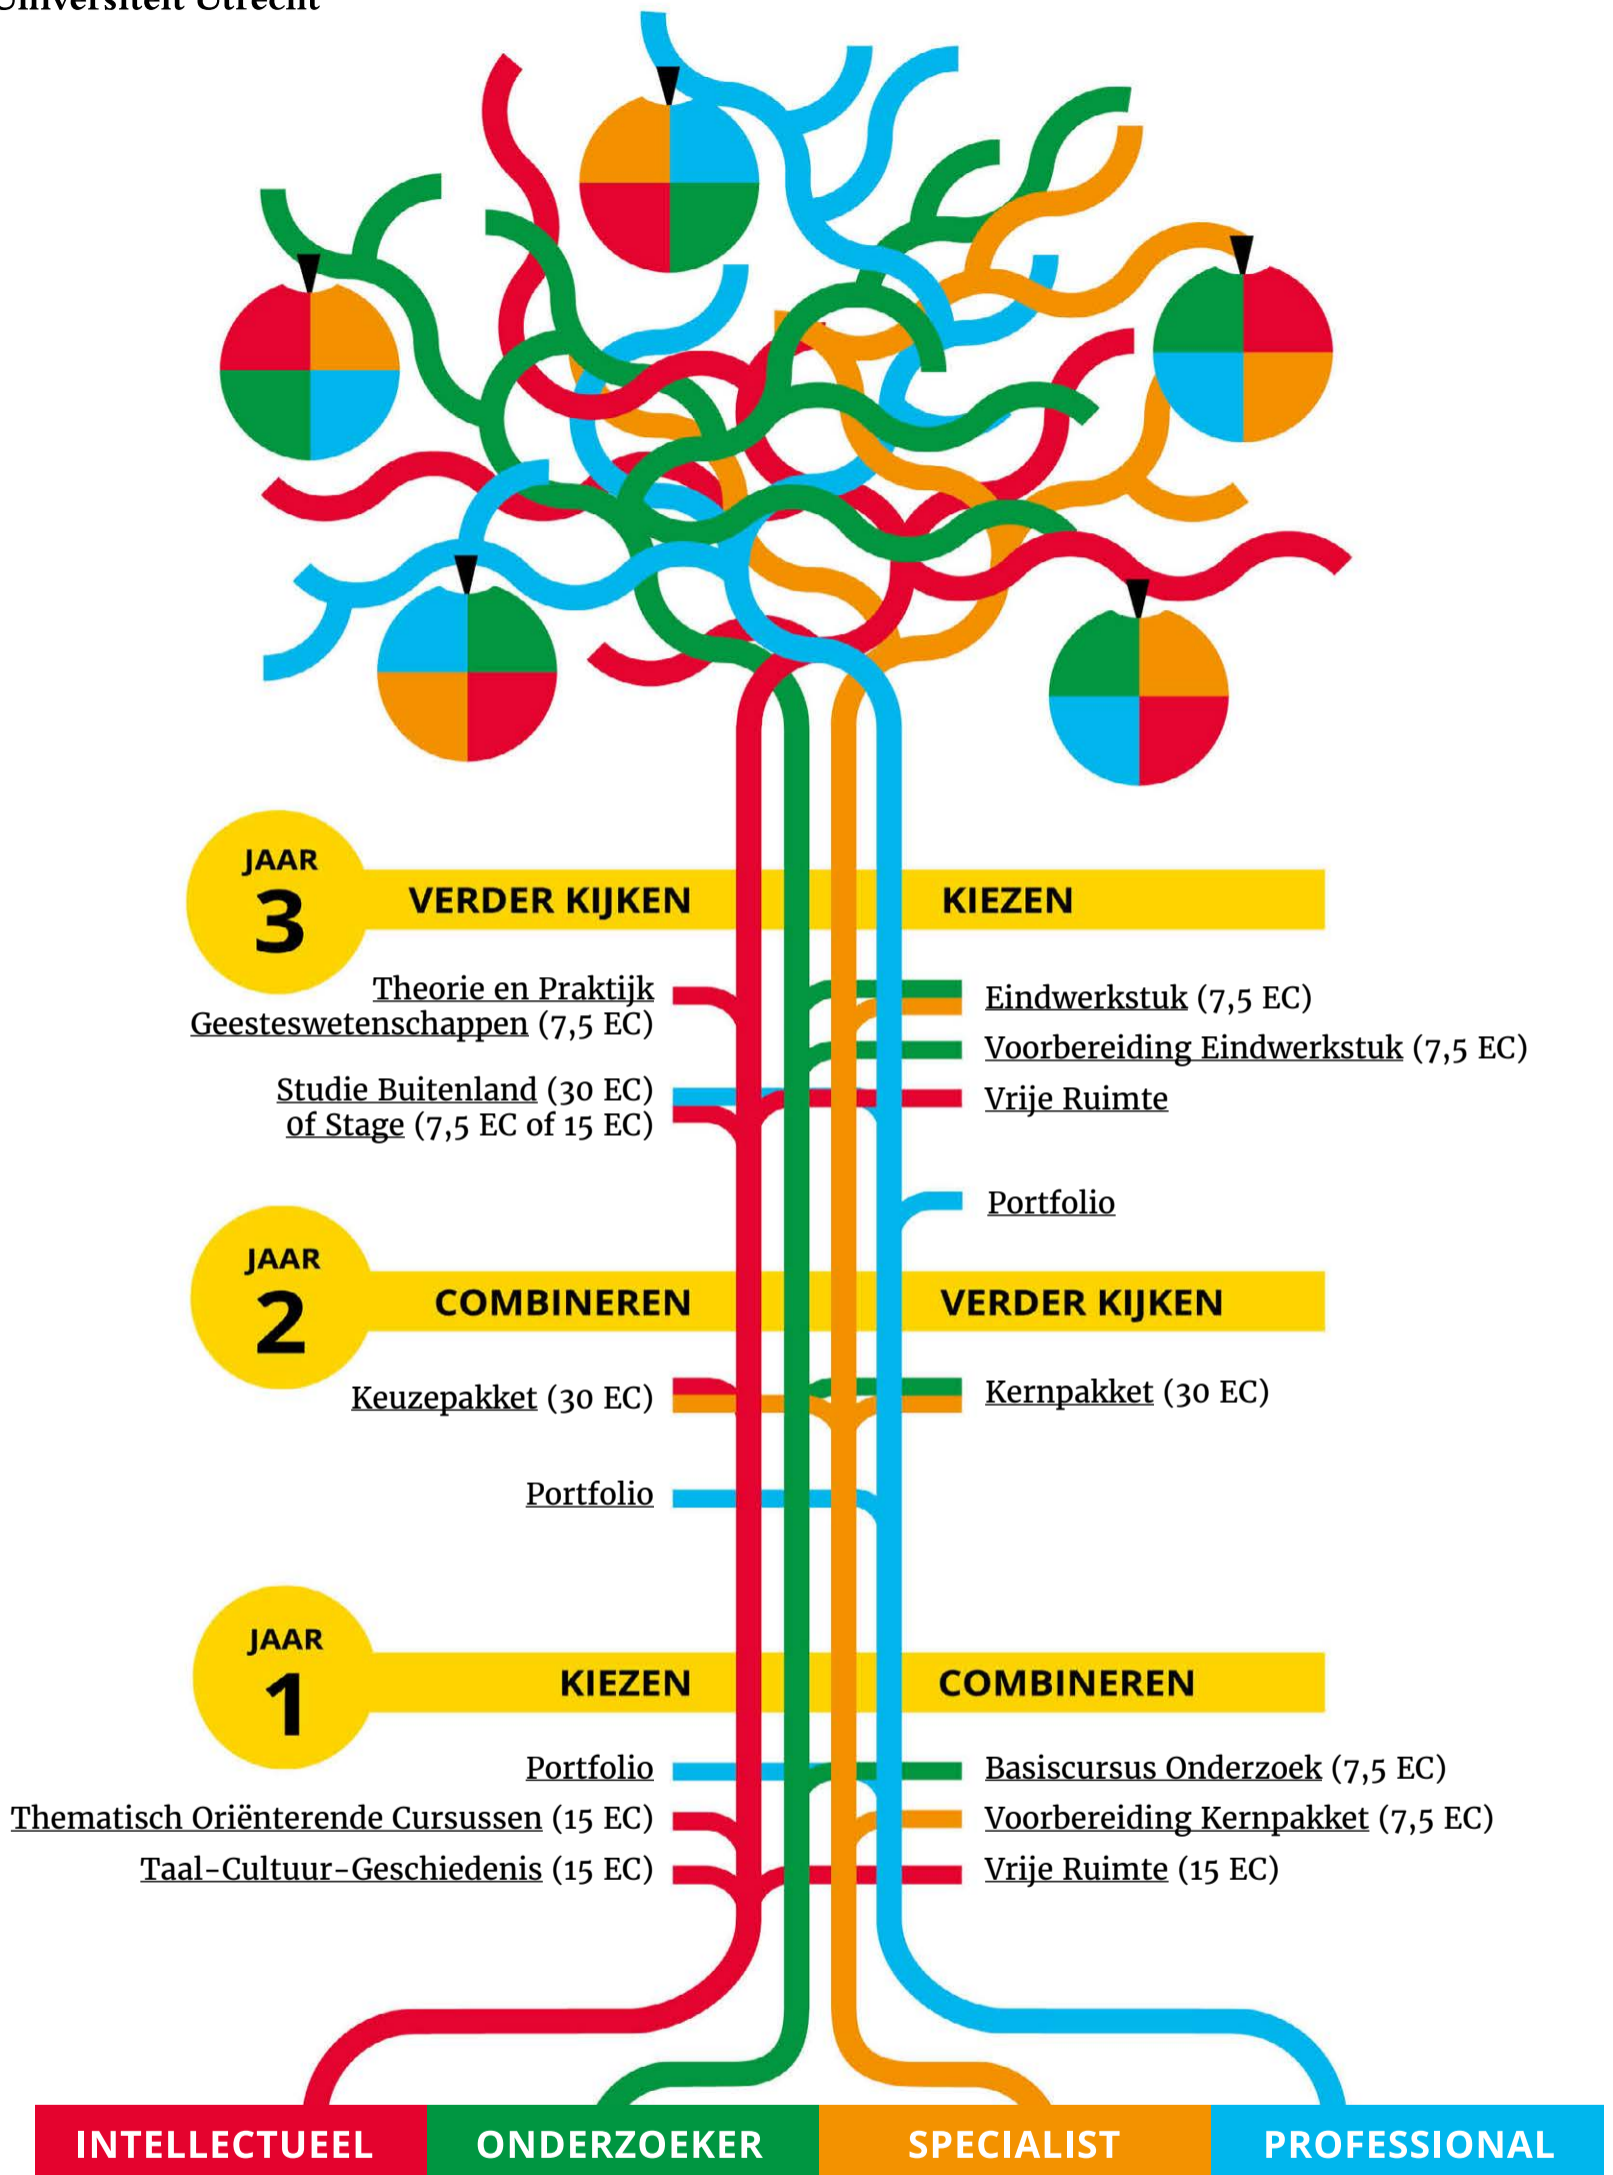 Universiteit Utrecht
JAAR
3
VERDER KIJKEN
KIEZEN
Theorie en Praktijk
Geesteswetenschappen (7,5 EC)
Studie Buitenland (30 EC)
of Stage (7,5 EC of 15 EC)
Eindwerkstuk (7,5 EC)
Voorbereiding Eindwerkstuk (7,5 EC)
Vrije Ruimte
Portfolio
JAAR
2
COMBINEREN
VERDER KIJKEN
Keuzepakket (30 EC)
Kernpakket (30 EC)
Portfolio
JAAR
1
KIEZEN
COMBINEREN
Portfolio
Thematisch Oriënterende Cursussen (15 EC)
Taal-Cultuur-Geschiedenis (15 EC)
Basiscursus Onderzoek (7,5 EC)
Voorbereiding Kernpakket (7,5 EC)
Vrije Ruimte (15 EC)
INTELLECTUEEL
ONDERZOEKER
SPECIALIST
PROFESSIONAL